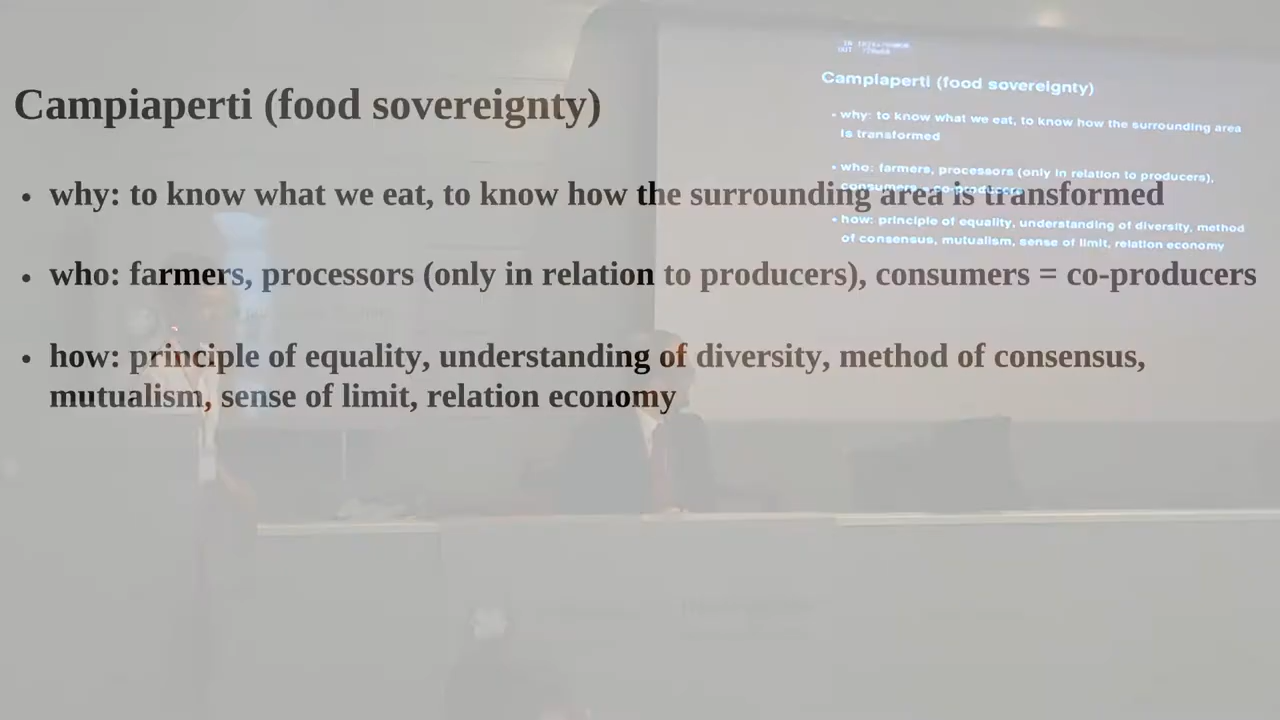 Campiaperti (food sovereignty)
• why: to know what we eat, to know how the surrounding area is transformed
• who: farmers, processors (only in relation to producers), consumers = co-producers
• how: principle of equality, understanding of diversity, method of consensus,
mutualism, sense of limit, relation economy
Campiaperti (food sovereignty)
• why: to know what we eat, to know how the surrounding area
is transformed
• who: farmers, processors (only in relation to producers),
consumers = co-producers
• how: principle of equality, understanding of diversity, method
of consensus, mutualism, sense of limit, relation economy